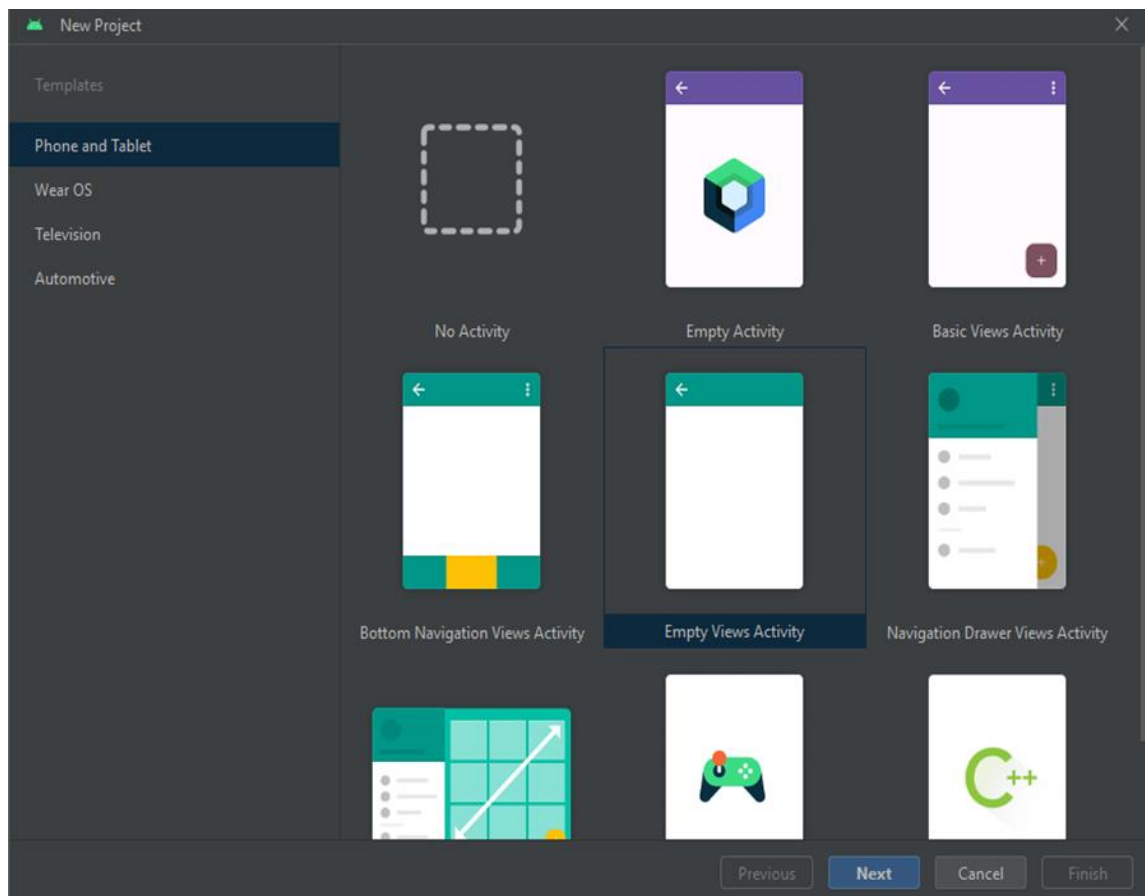 New Project
Templates
Phone and Tablet
Wear OS
Television
Automotive
No Activity
Empty Activity
Basic Views Activity
Bottom Navigation Views Activity
Empty Views Activity
Navigation Drawer Views Activity
C++
Previous
Next
Cancel
Finish